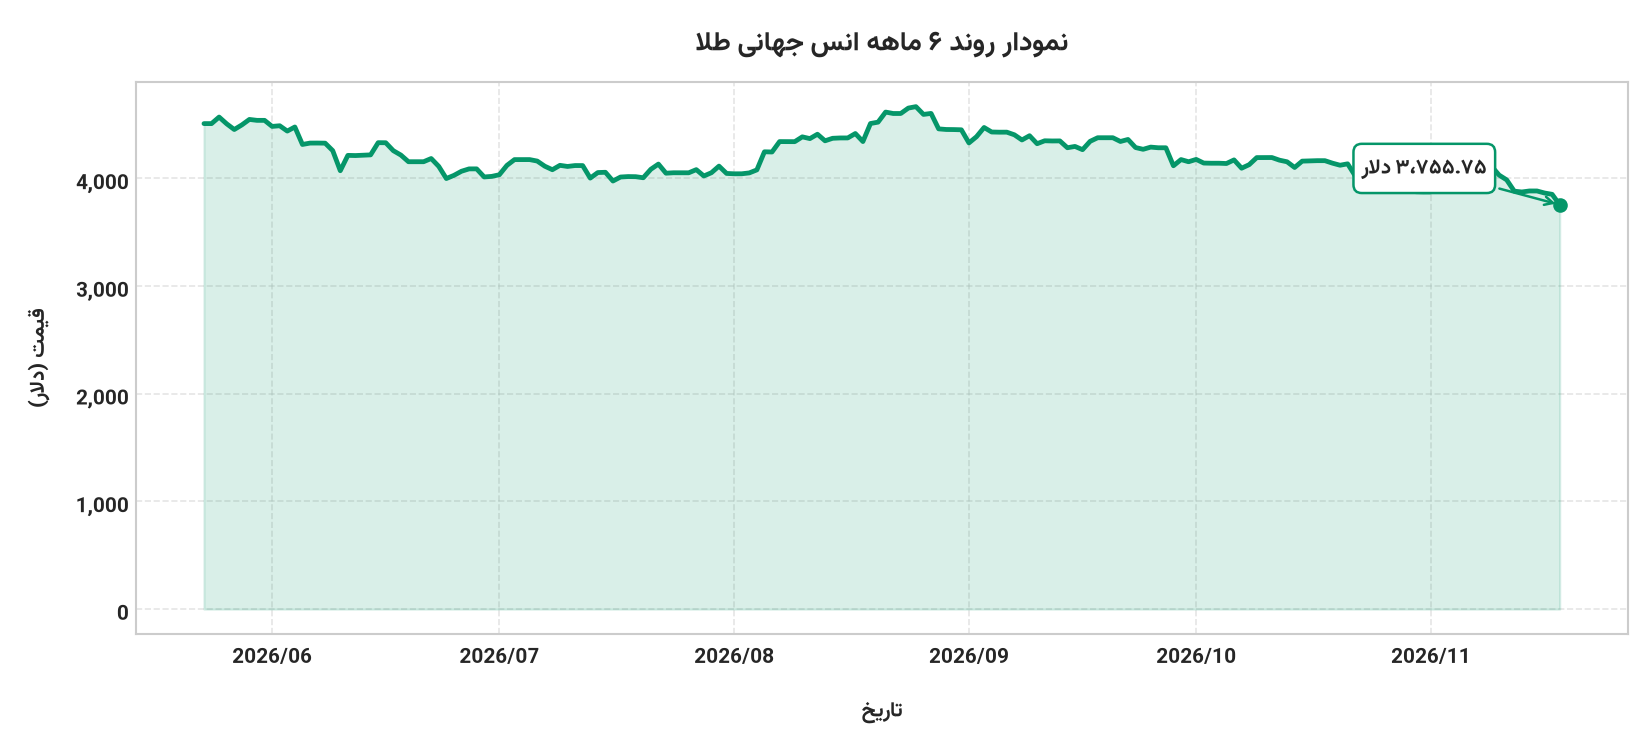 نمودار روند ۶ ماهه انس جهانی طلا
۳،۷۵۵.۷۵ دلار
4,000
3,000
2,000
1,000
0
قیمت (دلار)
2026/06 2026/07 2026/08 2026/09 2026/10 2026/11
تاریخ